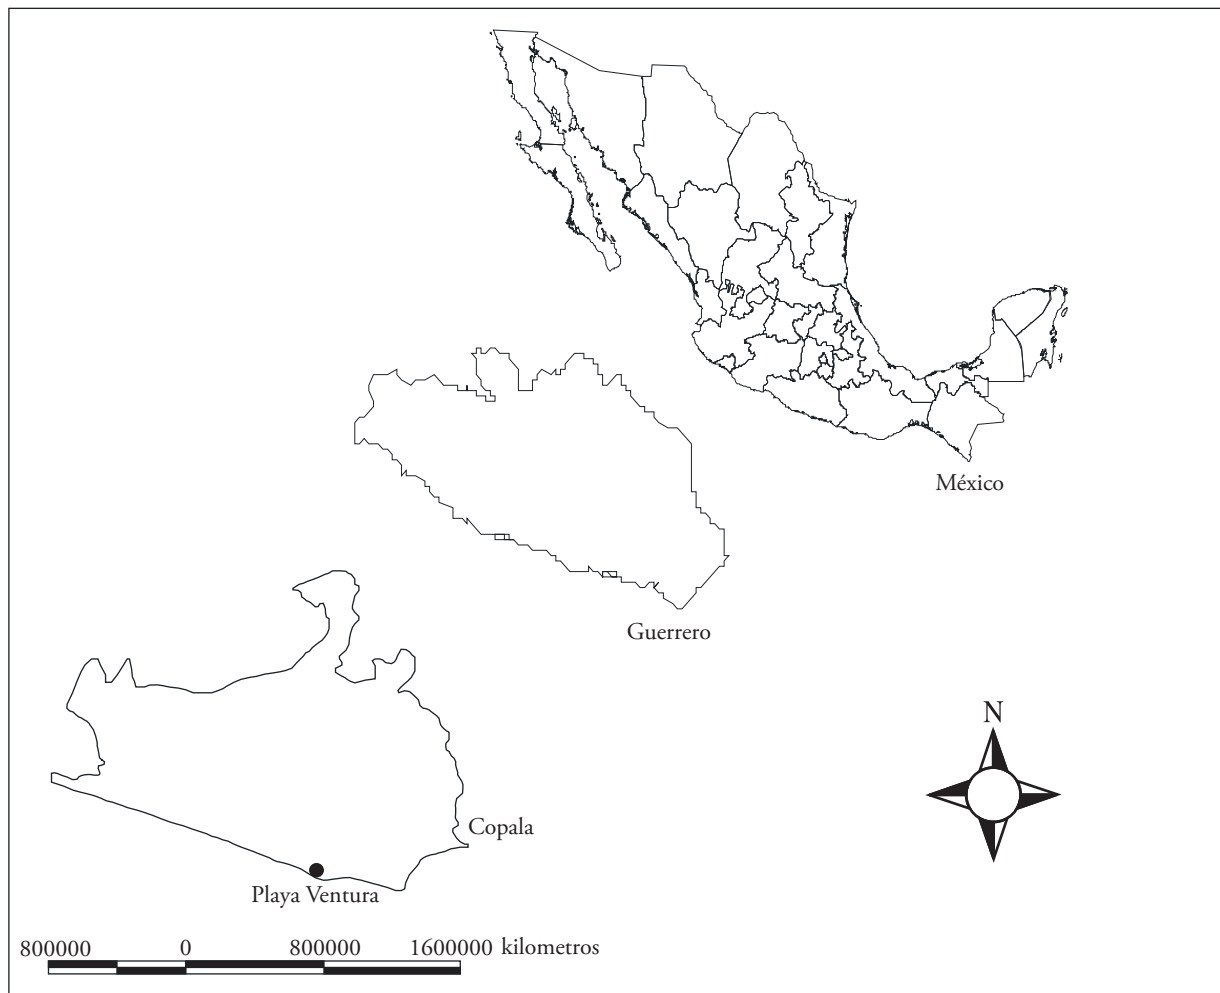 México
Guerrero
N
Copala
Playa Ventura
800000 0 800000 1600000 kilometros